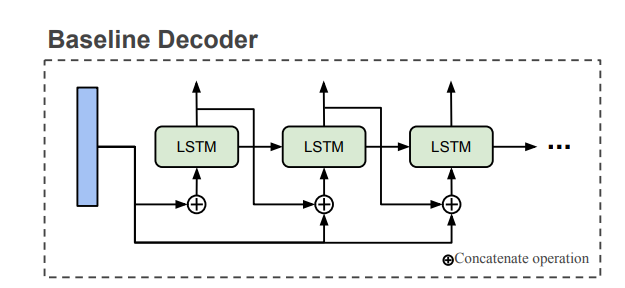 Baseline Decoder
LSTM LSTM LSTM ...
⊕Concatenate operation